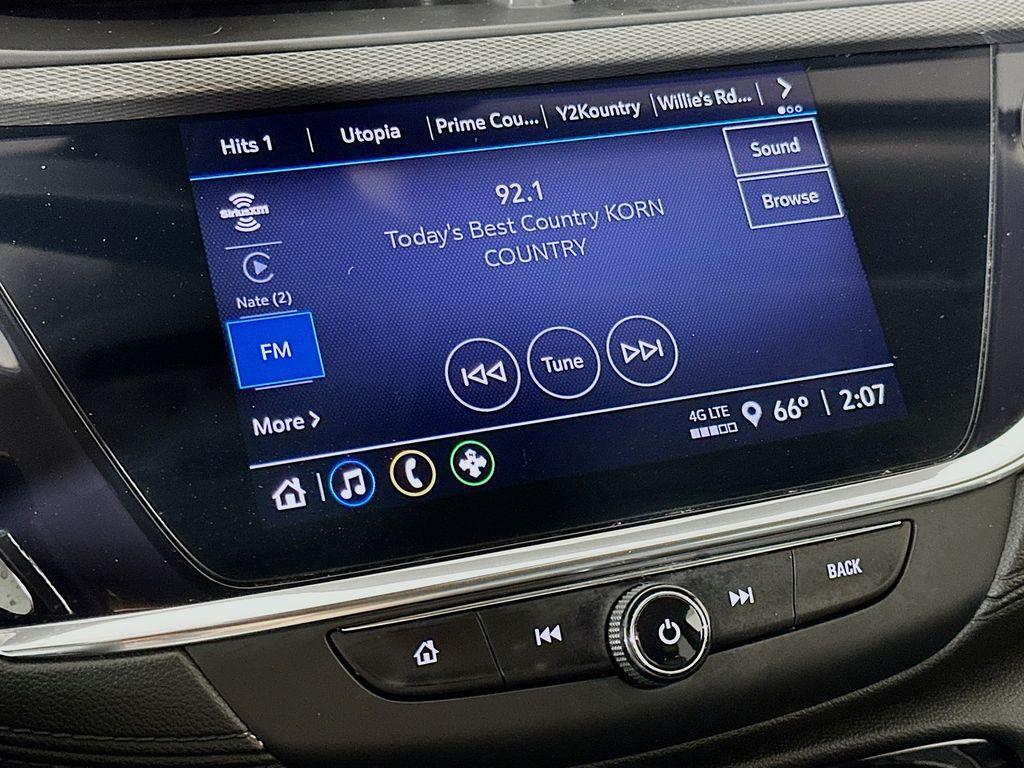 Hits 1 | Utopia | Prime Cou... | Y2Kountry | Willie's Rd... |
siriusxm
Sound
92.1
Browse
Today's Best Country KORN
COUNTRY
Nate (2)
FM
Tune
More
4G LTE
66° | 2:07
BACK